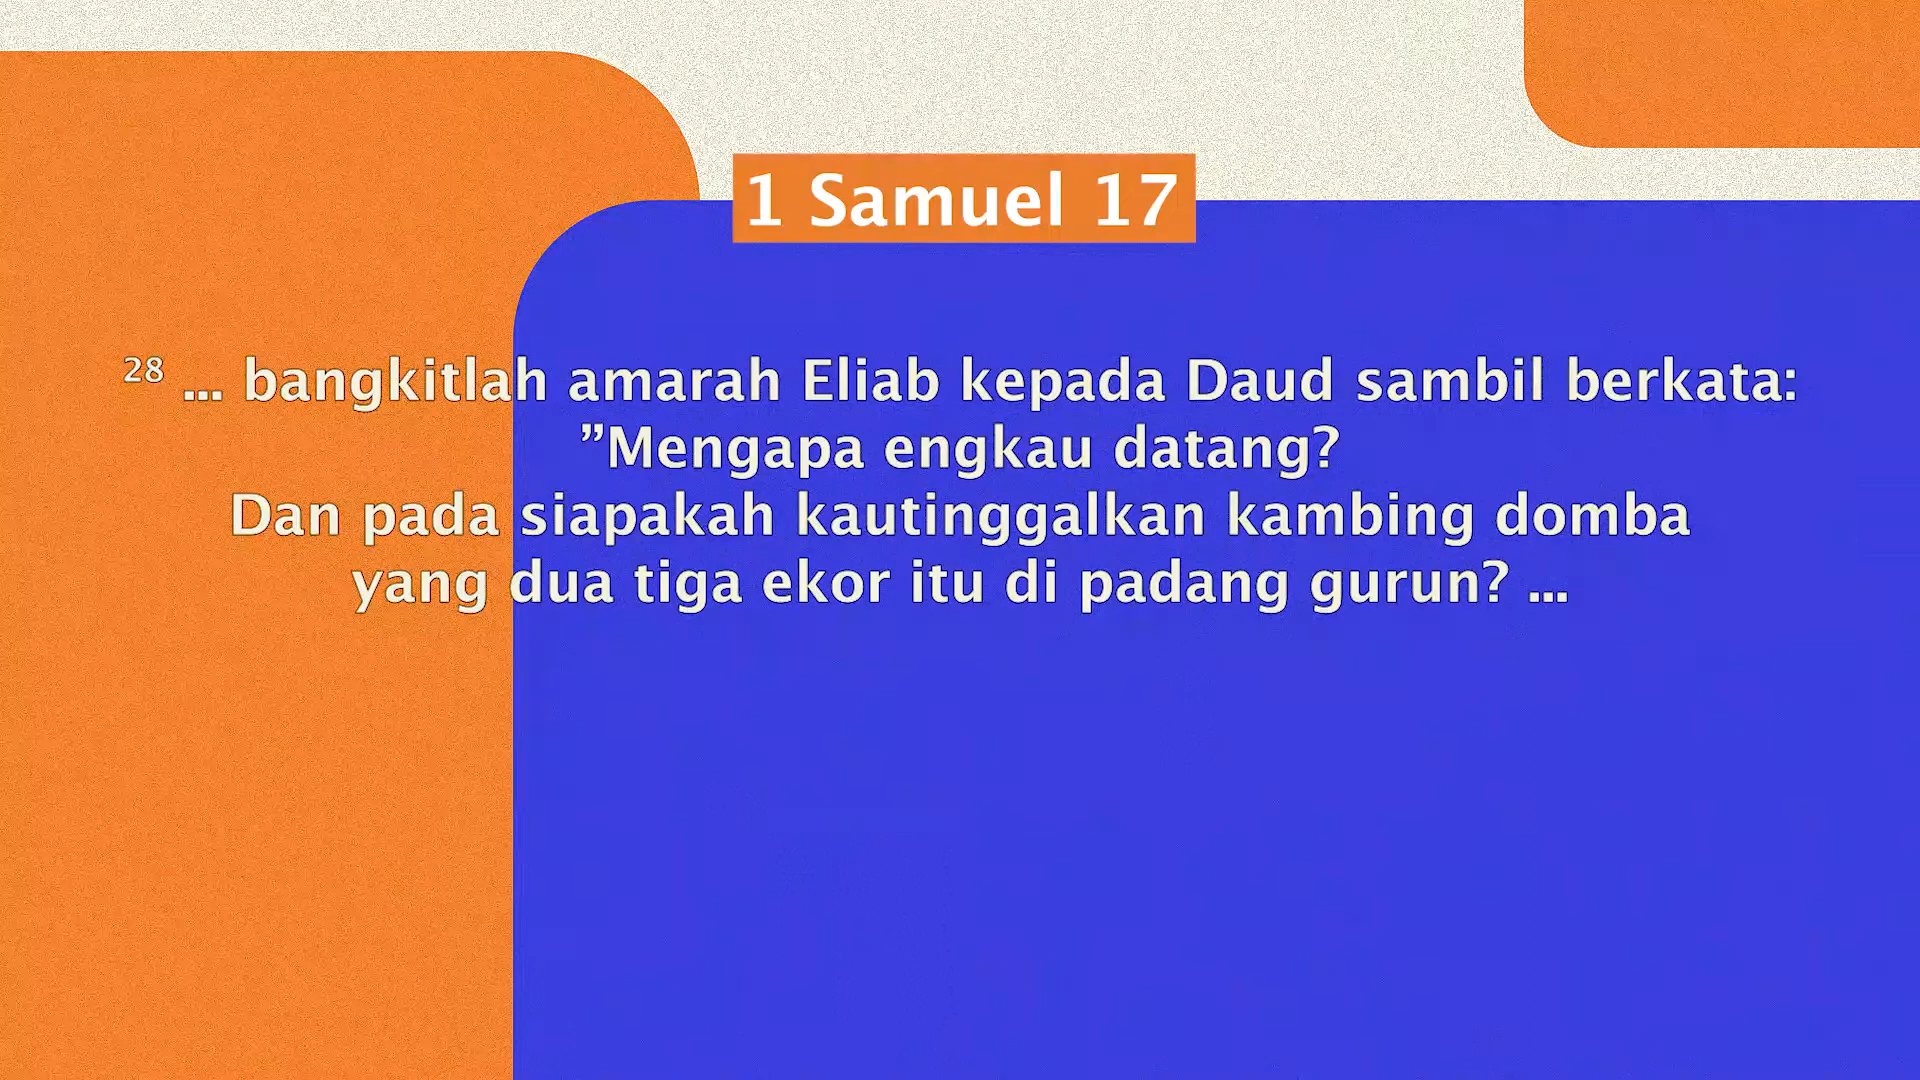 1 Samuel 17
28 ... bangkitlah amarah Eliab kepada Daud sambil berkata:
”Mengapa engkau datang?
Dan pada siapakah kautinggalkan kambing domba
yang dua tiga ekor itu di padang gurun? ...